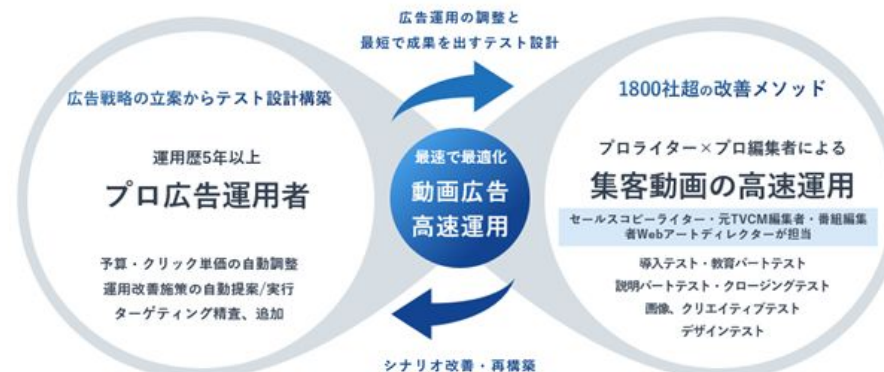 広告運用の調整と
最短で成果を出すテスト設計
広告戦略の立案からテスト設計構築
運用歴5年以上
プロ広告運用者
予算・クリック単価の自動調整
運用改善施策の自動提案/実行
ターゲティング精査、追加
最速で最適化
動画広告
高速運用
1800社超の改善メソッド
プロライター×プロ編集者による
集客動画の高速運用
セールスコピーライター・元TVCM編集者・番組編集
者Webアートディレクターが担当
導入テスト・教育パートテスト
説明パートテスト・クロージングテスト
画像、クリエイティブテスト
デザインテスト
シナリオ改善・再構築